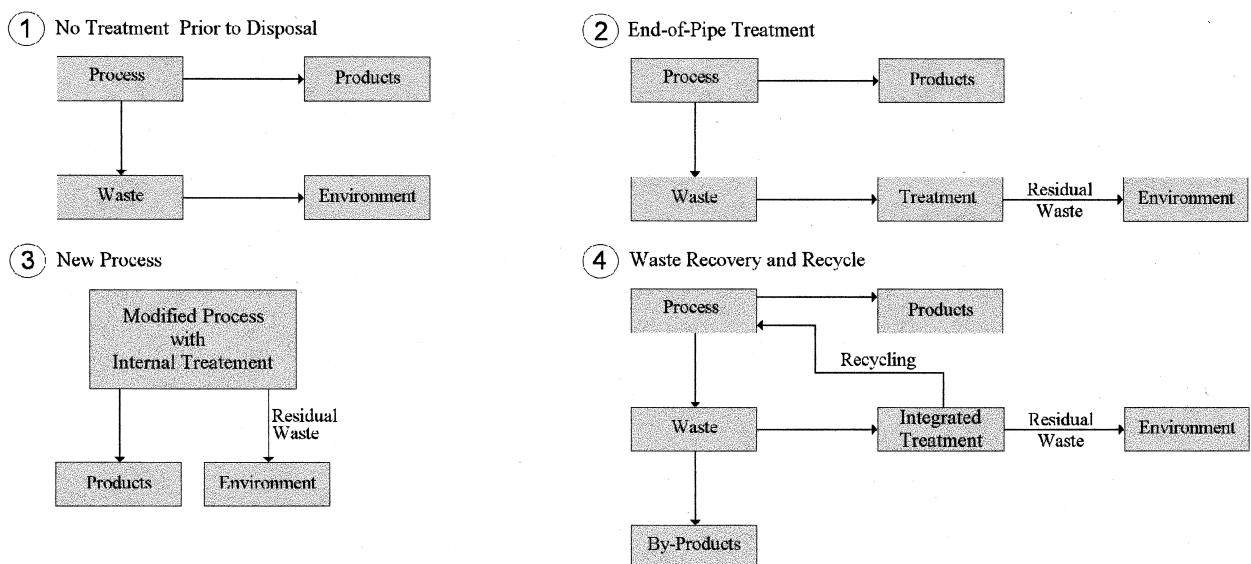 1 No Treatment Prior to Disposal
Process
Products
Waste
Environment
2 End-of-Pipe Treatment
Process
Products
Waste
Treatment
Residual
Waste
Environment
3 New Process
Modified Process
with
Internal Treatement
Residual
Waste
Products
Environment
4 Waste Recovery and Recycle
Process
Products
Recycling
Waste
Integrated
Treatment
Residual
Waste
Environment
By-Products